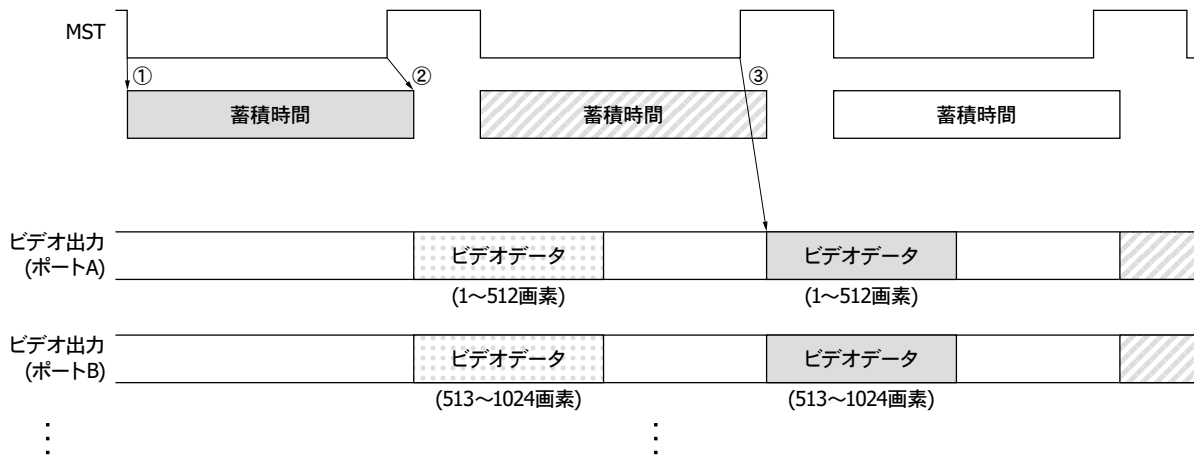 MST
① ② ③
蓄積時間 蓄積時間 蓄積時間
ビデオ出力
(ポートA)
ビデオデータ ビデオデータ
(1～512画素) (1～512画素)
ビデオ出力
(ポートB)
ビデオデータ ビデオデータ
(513～1024画素) (513～1024画素)